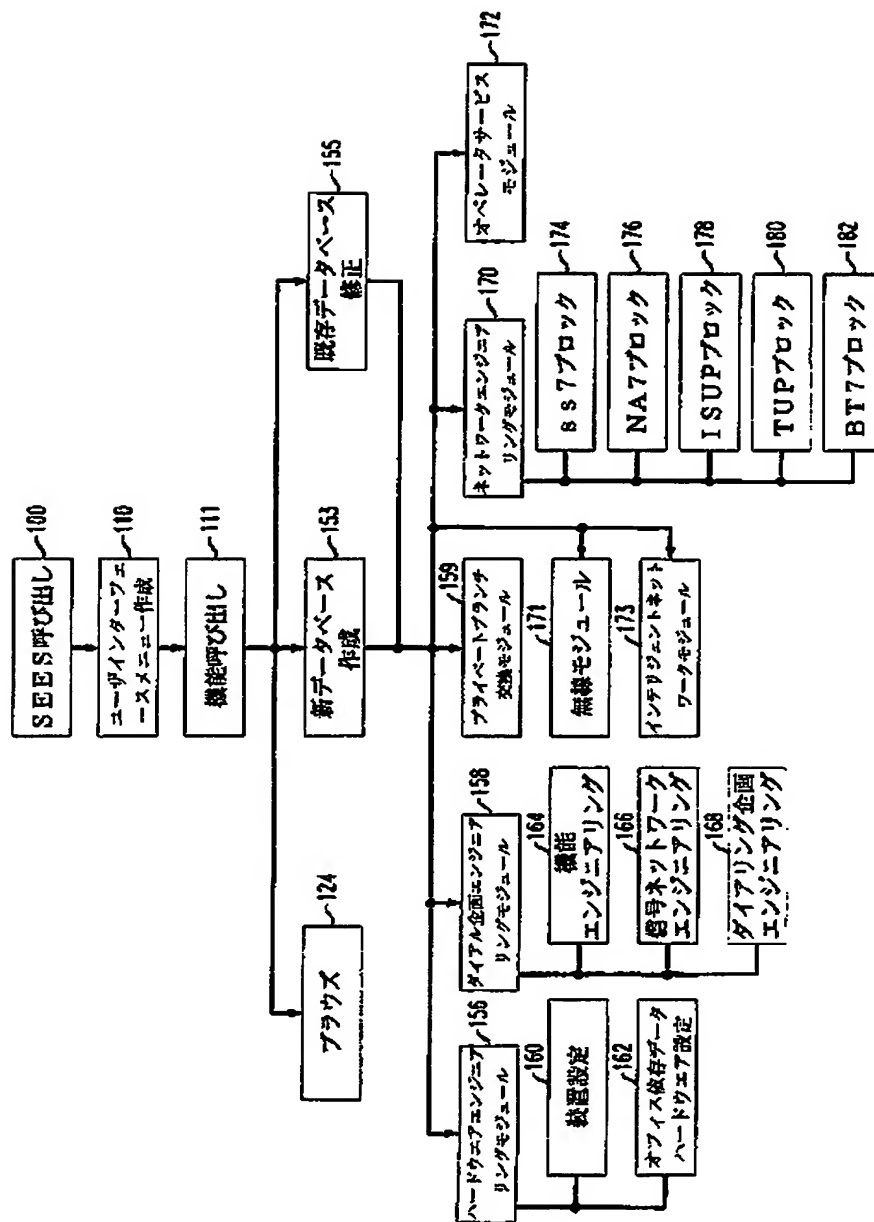 SEES呼び出し
100
ユーザインターフェ
ースメニュー作成
110
機能呼び出し
111
ブラウズ
124
新データベース
作成
153
既存データベース
修正
155
ハードウエアエンジニア
リングモジュール
156
装置設定
160
オフィス依存データ
ハードウエア設定
162
ダイアル企画エンジニア
リングモジュール
158
機能
エンジニアリング
164
信号ネットワーク
エンジニアリング
166
ダイアリング企画
エンジニアリング
168
プライベートブランチ
交換モジュール
159
無線モジュール
171
インテリジェントネット
ワークモジュール
173
ネットワークエンジニア
リングモジュール
170
ss7ブロック
174
NA7ブロック
176
ISUPブロック
178
TUPブロック
180
BT7ブロック
182
オペレータサービス
モジュール
172